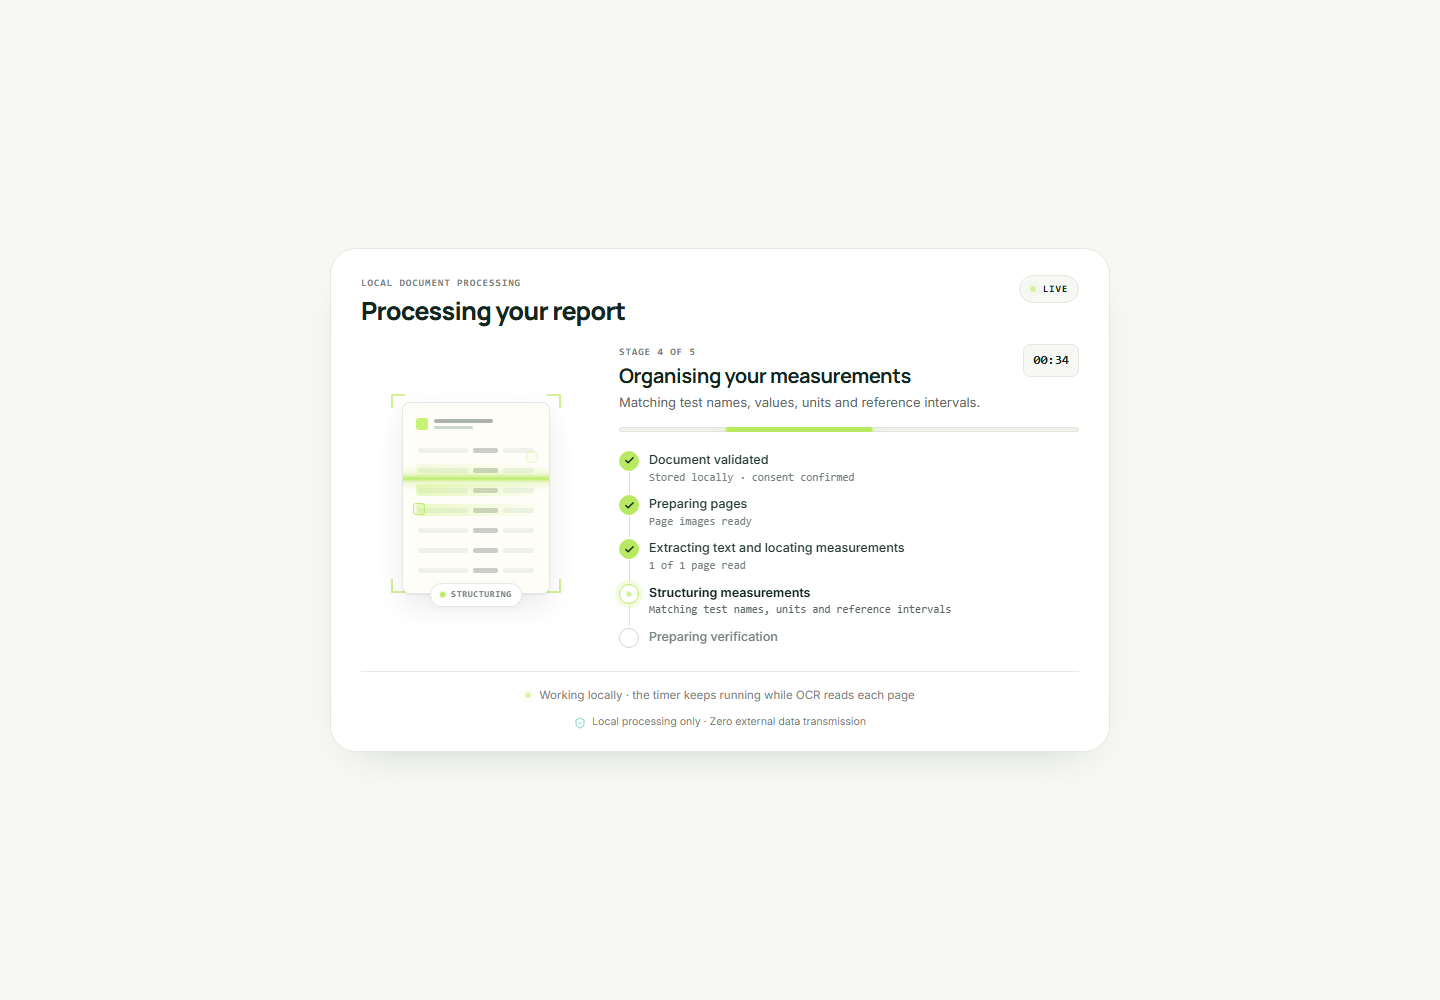 LOCAL DOCUMENT PROCESSING
Processing your report
LIVE
STAGE 4 OF 5
Organising your measurements
Matching test names, values, units and reference intervals.
00:34
Document validated
Stored locally · consent confirmed
Preparing pages
Page images ready
Extracting text and locating measurements
1 of 1 page read
Structuring measurements
Matching test names, units and reference intervals
Preparing verification
STRUCTURING
Working locally · the timer keeps running while OCR reads each page
Local processing only · Zero external data transmission